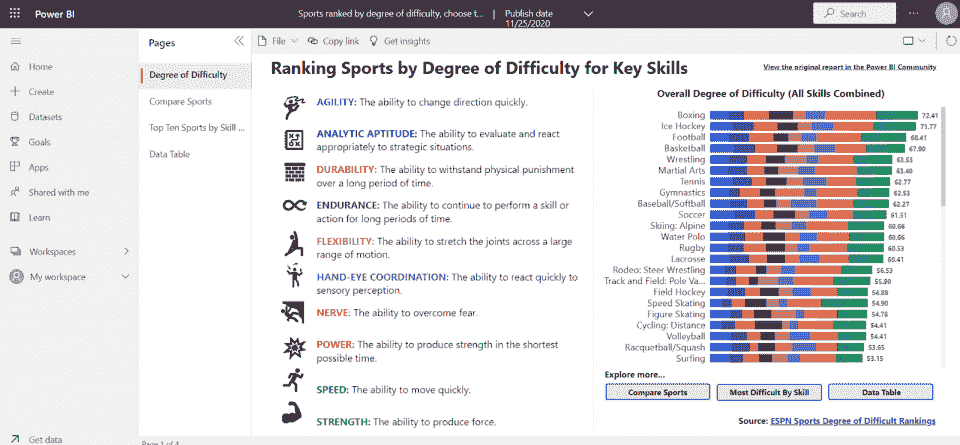 Power BI
Sports ranked by degree of difficulty, choose t...
Publish date
11/25/2020
Search
Home
Create
Datasets
Goals
Apps
Shared with me
Learn
Workspaces
My workspace
Get data
Pages
Degree of Difficulty
Compare Sports
Top Ten Sports by Skill ...
Data Table
File
Copy link
Get insights
Ranking Sports by Degree of Difficulty for Key Skills
View the original report in the Power BI Community
AGILITY: The ability to change direction quickly.
ANALYTIC APTITUDE: The ability to evaluate and react
appropriately to strategic situations.
DURABILITY: The ability to withstand physical punishment
over a long period of time.
ENDURANCE: The ability to continue to perform a skill or
action for long periods of time.
FLEXIBILITY: The ability to stretch the joints across a large
range of motion.
HAND-EYE COORDINATION: The ability to react quickly to
sensory perception.
NERVE: The ability to overcome fear.
POWER: The ability to produce strength in the shortest
possible time.
SPEED: The ability to move quickly.
STRENGTH: The ability to produce force.
Overall Degree of Difficulty (All Skills Combined)
Boxing 72.41
Ice Hockey 71.77
Football 68.41
Basketball 67.90
Wrestling 63.53
Martial Arts 63.40
Tennis 62.77
Gymnastics 62.53
Baseball/Softball 62.27
Soccer 61.51
Skiing: Alpine 60.66
Water Polo 60.66
Rugby 60.53
Lacrosse 60.41
Rodeo: Steer Wrestling 56.53
Track and Field: Pole Va... 55.90
Field Hockey 54.89
Speed Skating 54.90
Figure Skating 54.78
Cycling: Distance 54.41
Volleyball 54.41
Racquetball/Squash 53.65
Surfing 53.15
Explore more...
Compare Sports
Most Difficult By Skill
Data Table
Source: ESPN Sports Degree of Difficult Rankings
Page 1 of 4